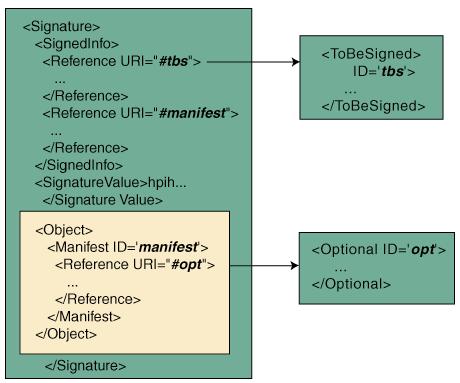 <Signature>
<SignedInfo>
<Reference URI="#tbs">
...
</Reference>
<Reference URI="#manifest">
...
</Reference>
</SignedInfo>
<SignatureValue>hpih...
</Signature Value>
<Object>
<Manifest ID='manifest'>
<Reference URI="#opt">
...
</Reference>
</Manifest>
</Object>
</Signature>
<ToBeSigned>
ID='tbs'>
...
</ToBeSigned>
<Optional ID='opt'>
...
</Optional>